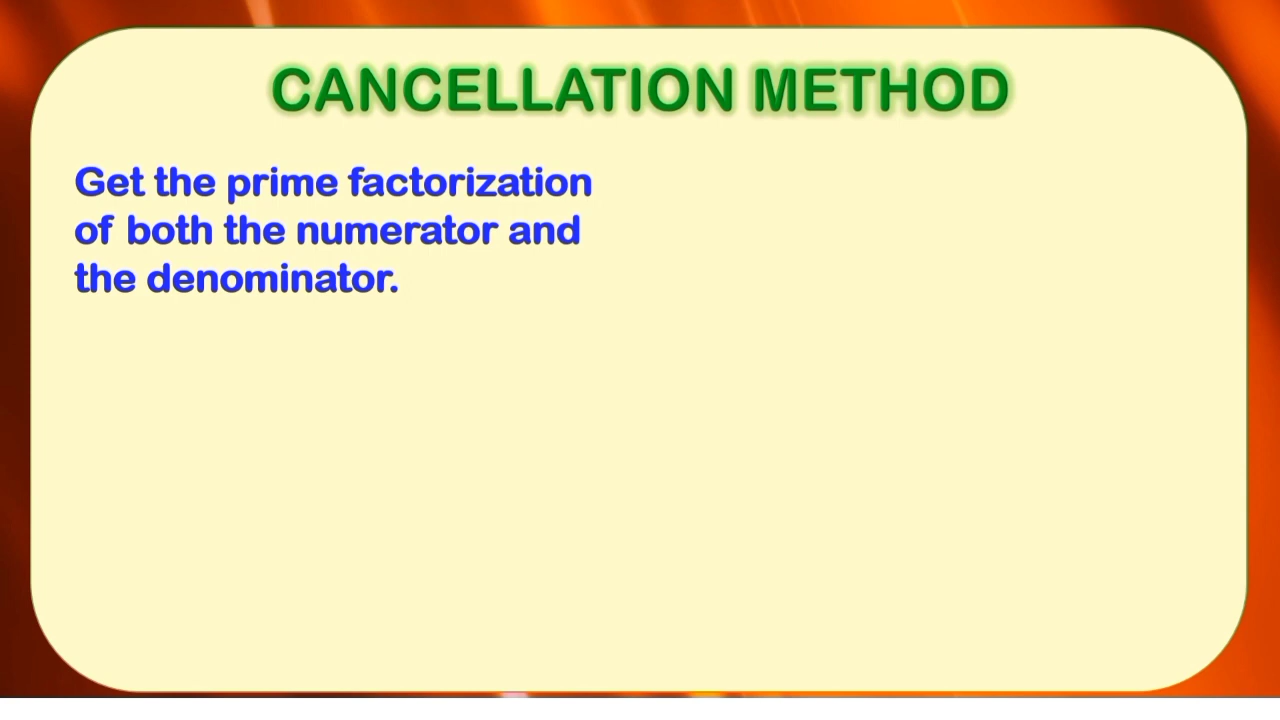 CANCELLATION METHOD
Get the prime factorization
of both the numerator and
the denominator.